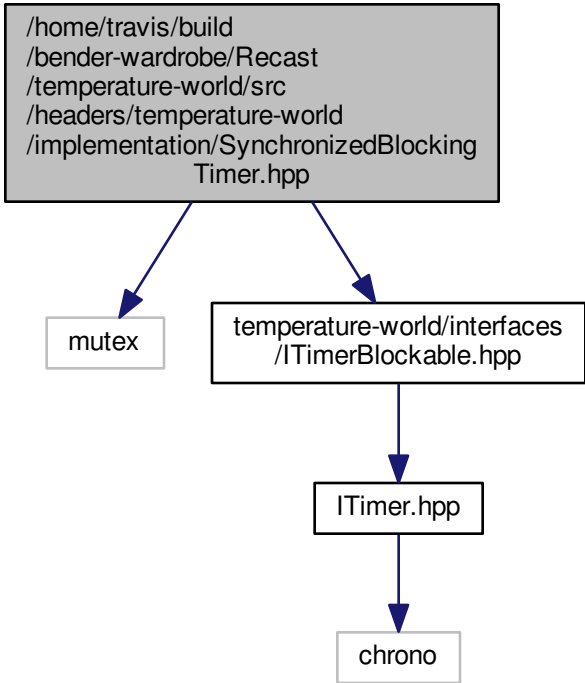 /home/travis/build
/bender-wardrobe/Recast
/temperature-world/src
/headers/temperature-world
/implementation/SynchronizedBlocking
Timer.hpp
mutex
temperature-world/interfaces
/ITimerBlockable.hpp
ITimer.hpp
chrono